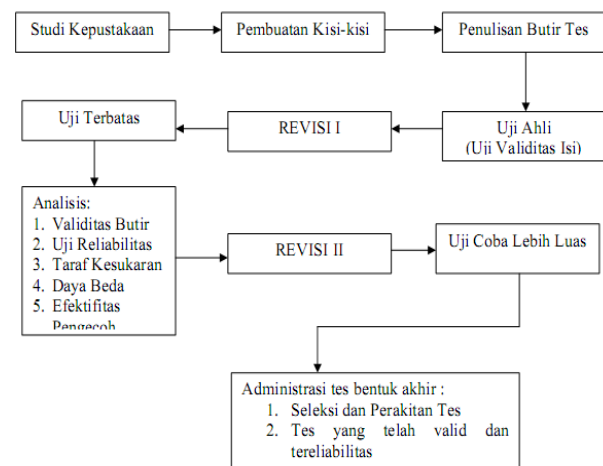 Studi Kepustakaan
Pembuatan Kisi-kisi
Penulisan Butir Tes
Uji Ahli
(Uji Validitas Isi)
REVISI I
Uji Terbatas
Analisis:
1. Validitas Butir
2. Uji Reliabilitas
3. Taraf Kesukaran
4. Daya Beda
5. Efektifitas
Pengecoh
REVISI II
Uji Coba Lebih Luas
Administrasi tes bentuk akhir :
1. Seleksi dan Perakitan Tes
2. Tes yang telah valid dan
tereliabilitas